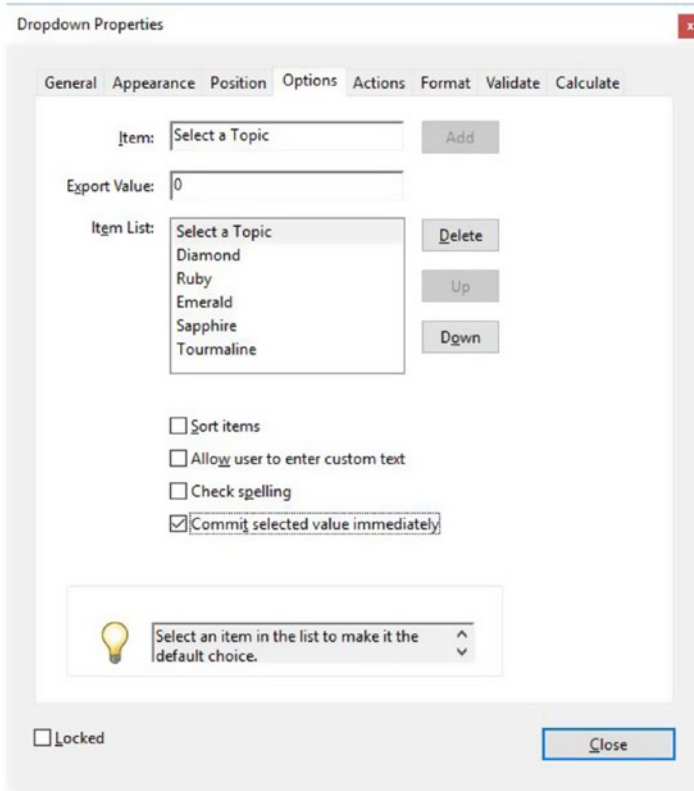 Dropdown Properties
x
General Appearance Position Options Actions Format Validate Calculate
Item: Select a Topic Add
Export Value: 0
Item List: Select a Topic Delete
Diamond
Ruby Up
Emerald
Sapphire Down
Tourmaline
Sort items
Allow user to enter custom text
Check spelling
Commit selected value immediately
Select an item in the list to make it the
default choice.
Locked Close